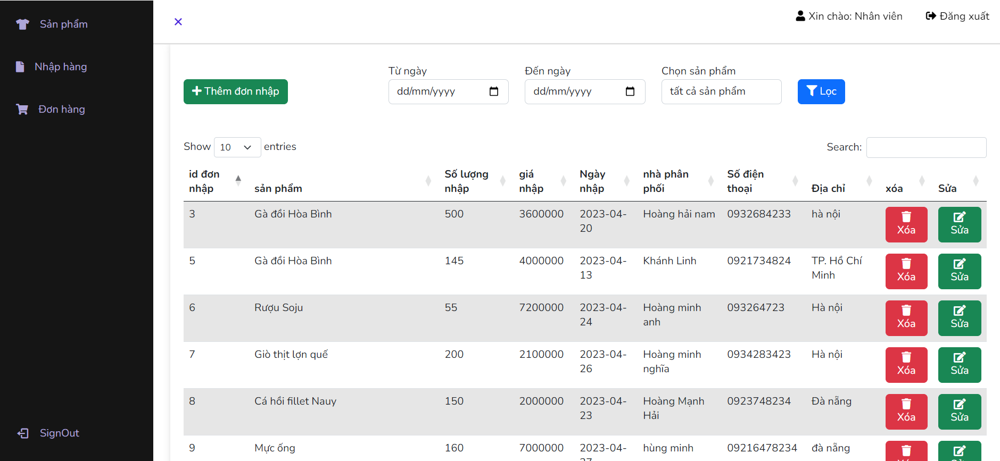 Sản phẩm
Nhập hàng
Đơn hàng
SignOut
Xin chào: Nhân viên
Đăng xuất
Thêm đơn nhập
Từ ngày
dd/mm/yyyy
Đến ngày
dd/mm/yyyy
Chọn sản phẩm
tất cả sản phẩm
Lọc
Show 10 entries
Search:
id đơn nhập
sản phẩm
Số lượng nhập
giá nhập
Ngày nhập
nhà phân phối
Số điện thoại
Địa chỉ
xóa
Sửa
3 Gà đồi Hòa Bình 500 3600000 2023-04-20 Hoàng hải nam 0932684233 hà nội Xóa Sửa
5 Gà đồi Hòa Bình 145 4000000 2023-04-13 Khánh Linh 0921734824 TP. Hồ Chí Minh Xóa Sửa
6 Rượu Soju 55 7200000 2023-04-24 Hoàng minh anh 093264723 Hà nội Xóa Sửa
7 Giò thịt lợn quế 200 2100000 2023-04-26 Hoàng minh nghĩa 0934283423 Hà nội Xóa Sửa
8 Cá hồi fillet Nauy 150 2000000 2023-04-23 Hoàng Mạnh Hải 0923748234 Đà nẵng Xóa Sửa
9 Mực ống 160 7000000 2023-04- hùng minh 09216478234 đà nẵng